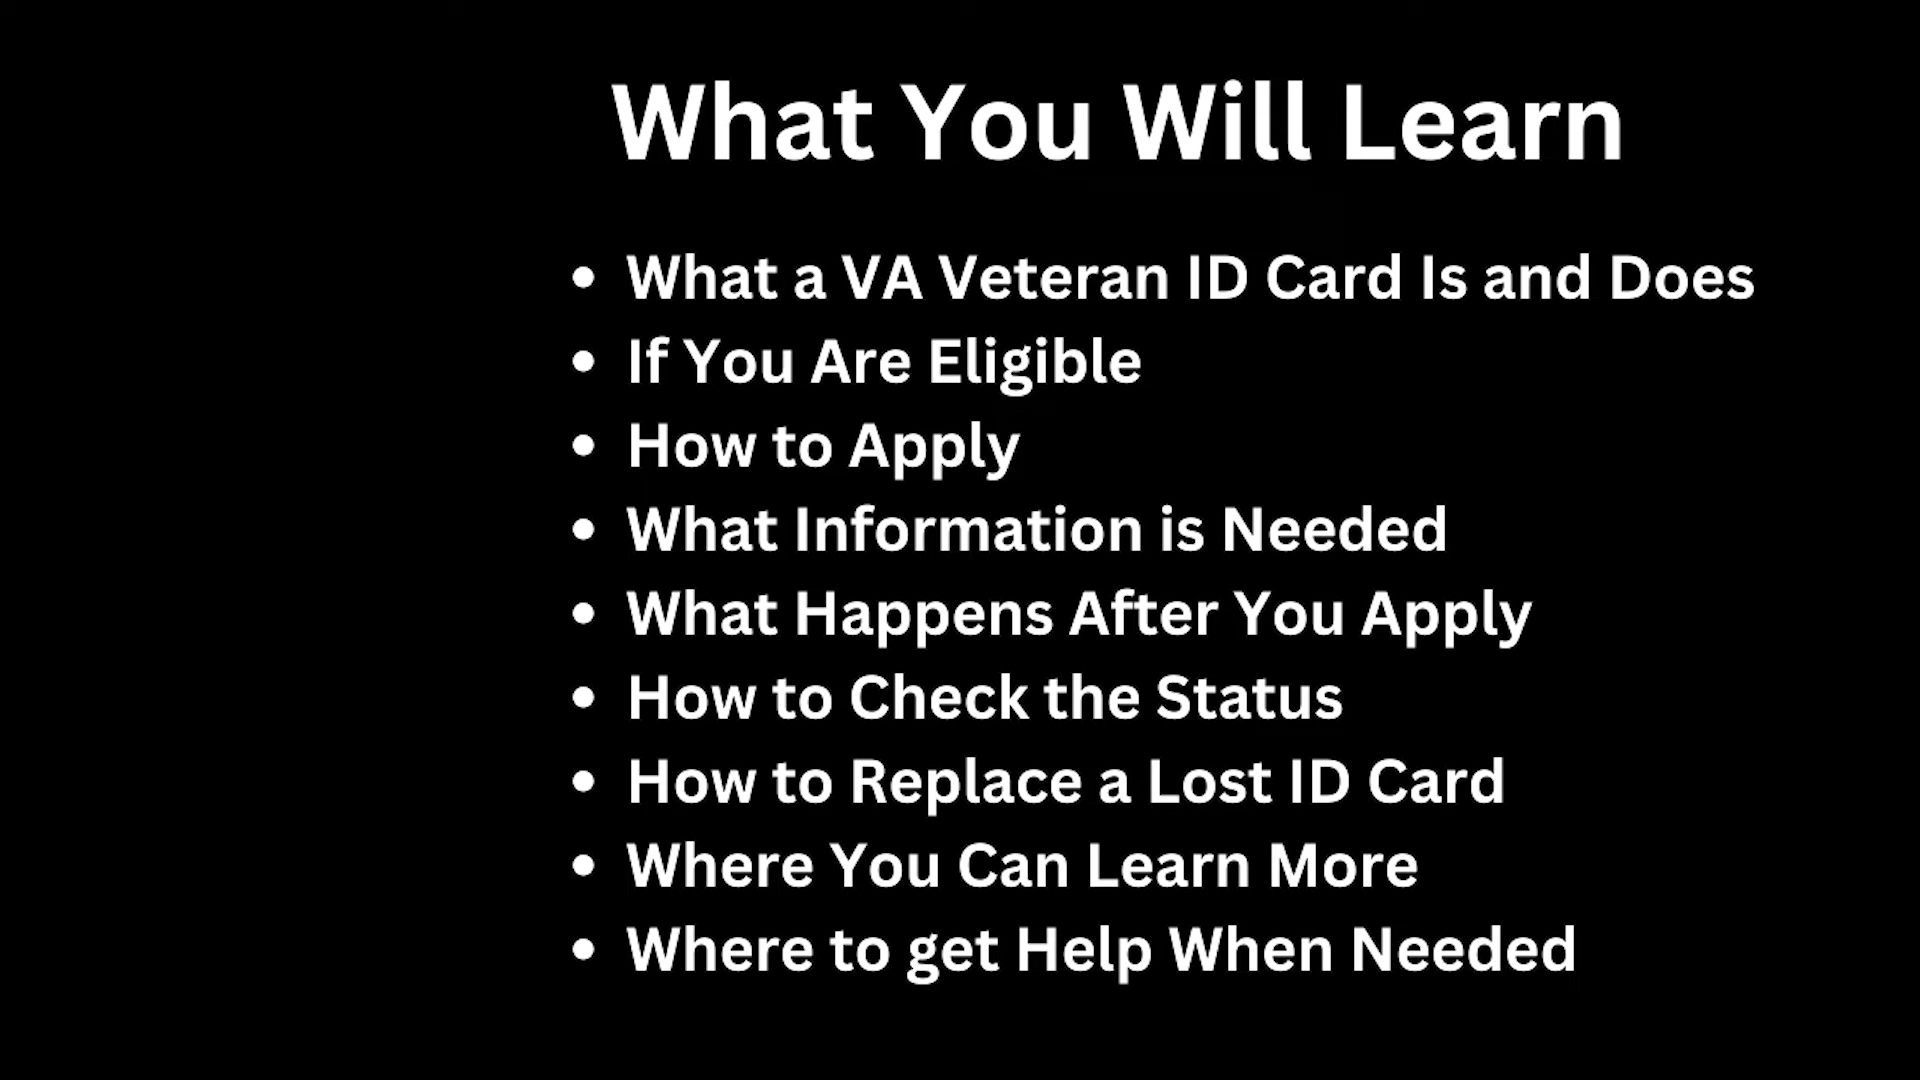 What You Will Learn
• What a VA Veteran ID Card Is and Does
• If You Are Eligible
• How to Apply
• What Information is Needed
• What Happens After You Apply
• How to Check the Status
• How to Replace a Lost ID Card
• Where You Can Learn More
• Where to get Help When Needed